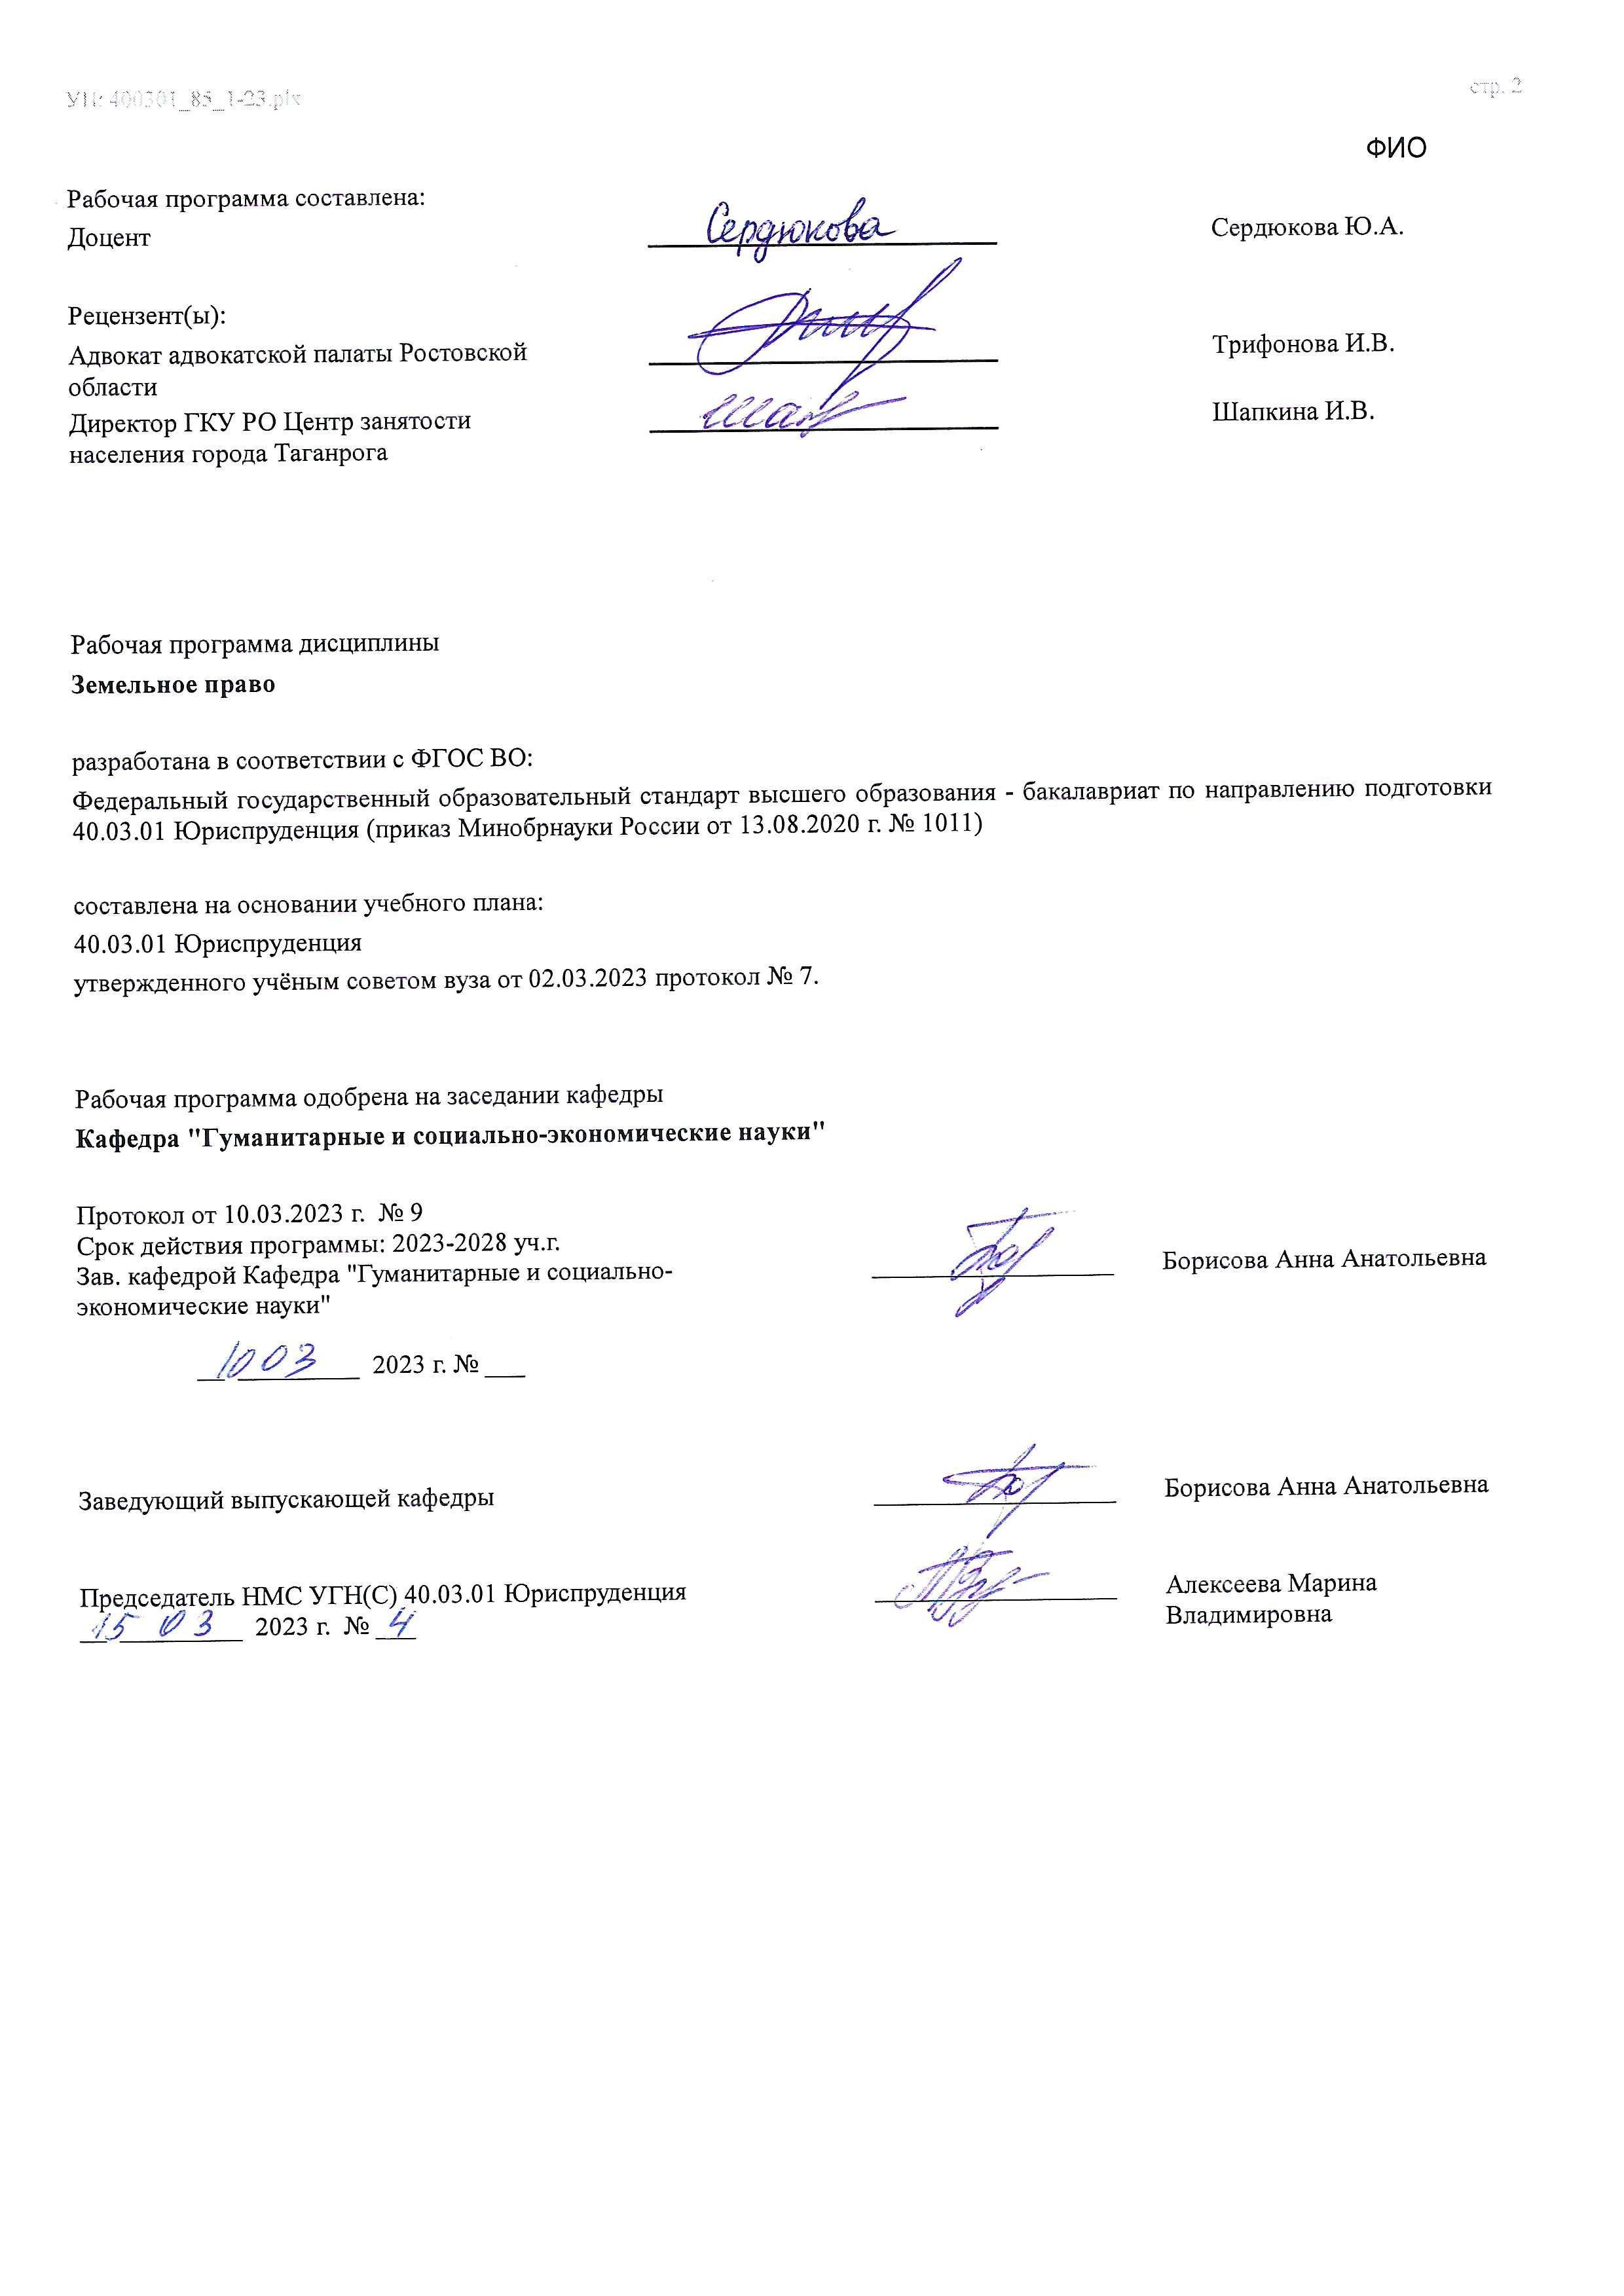 УП: 400301_85_1-23.plx
стр. 2
ФИО
Рабочая программа составлена:
Доцент
Сердюкова
Сердюкова Ю.А.
Рецензент(ы):
Адвокат адвокатской палаты Ростовской
области
Трифонова И.В.
Директор ГКУ РО Центр занятости
населения города Таганрога
Шапкина И.В.
Рабочая программа дисциплины
Земельное право
разработана в соответствии с ФГОС ВО:
Федеральный государственный образовательный стандарт высшего образования - бакалавриат по направлению подготовки
40.03.01 Юриспруденция (приказ Минобрнауки России от 13.08.2020 г. № 1011)
составлена на основании учебного плана:
40.03.01 Юриспруденция
утвержденного учёным советом вуза от 02.03.2023 протокол № 7.
Рабочая программа одобрена на заседании кафедры
Кафедра "Гуманитарные и социально-экономические науки"
Протокол от 10.03.2023 г. № 9
Срок действия программы: 2023-2028 уч.г.
Зав. кафедрой Кафедра "Гуманитарные и социально-
экономические науки"
Борисова Анна Анатольевна
10 03 2023 г. № ___
Заведующий выпускающей кафедры
Борисова Анна Анатольевна
Председатель НМС УГН(С) 40.03.01 Юриспруденция
Алексеева Марина
Владимировна
15 03 2023 г. № 4